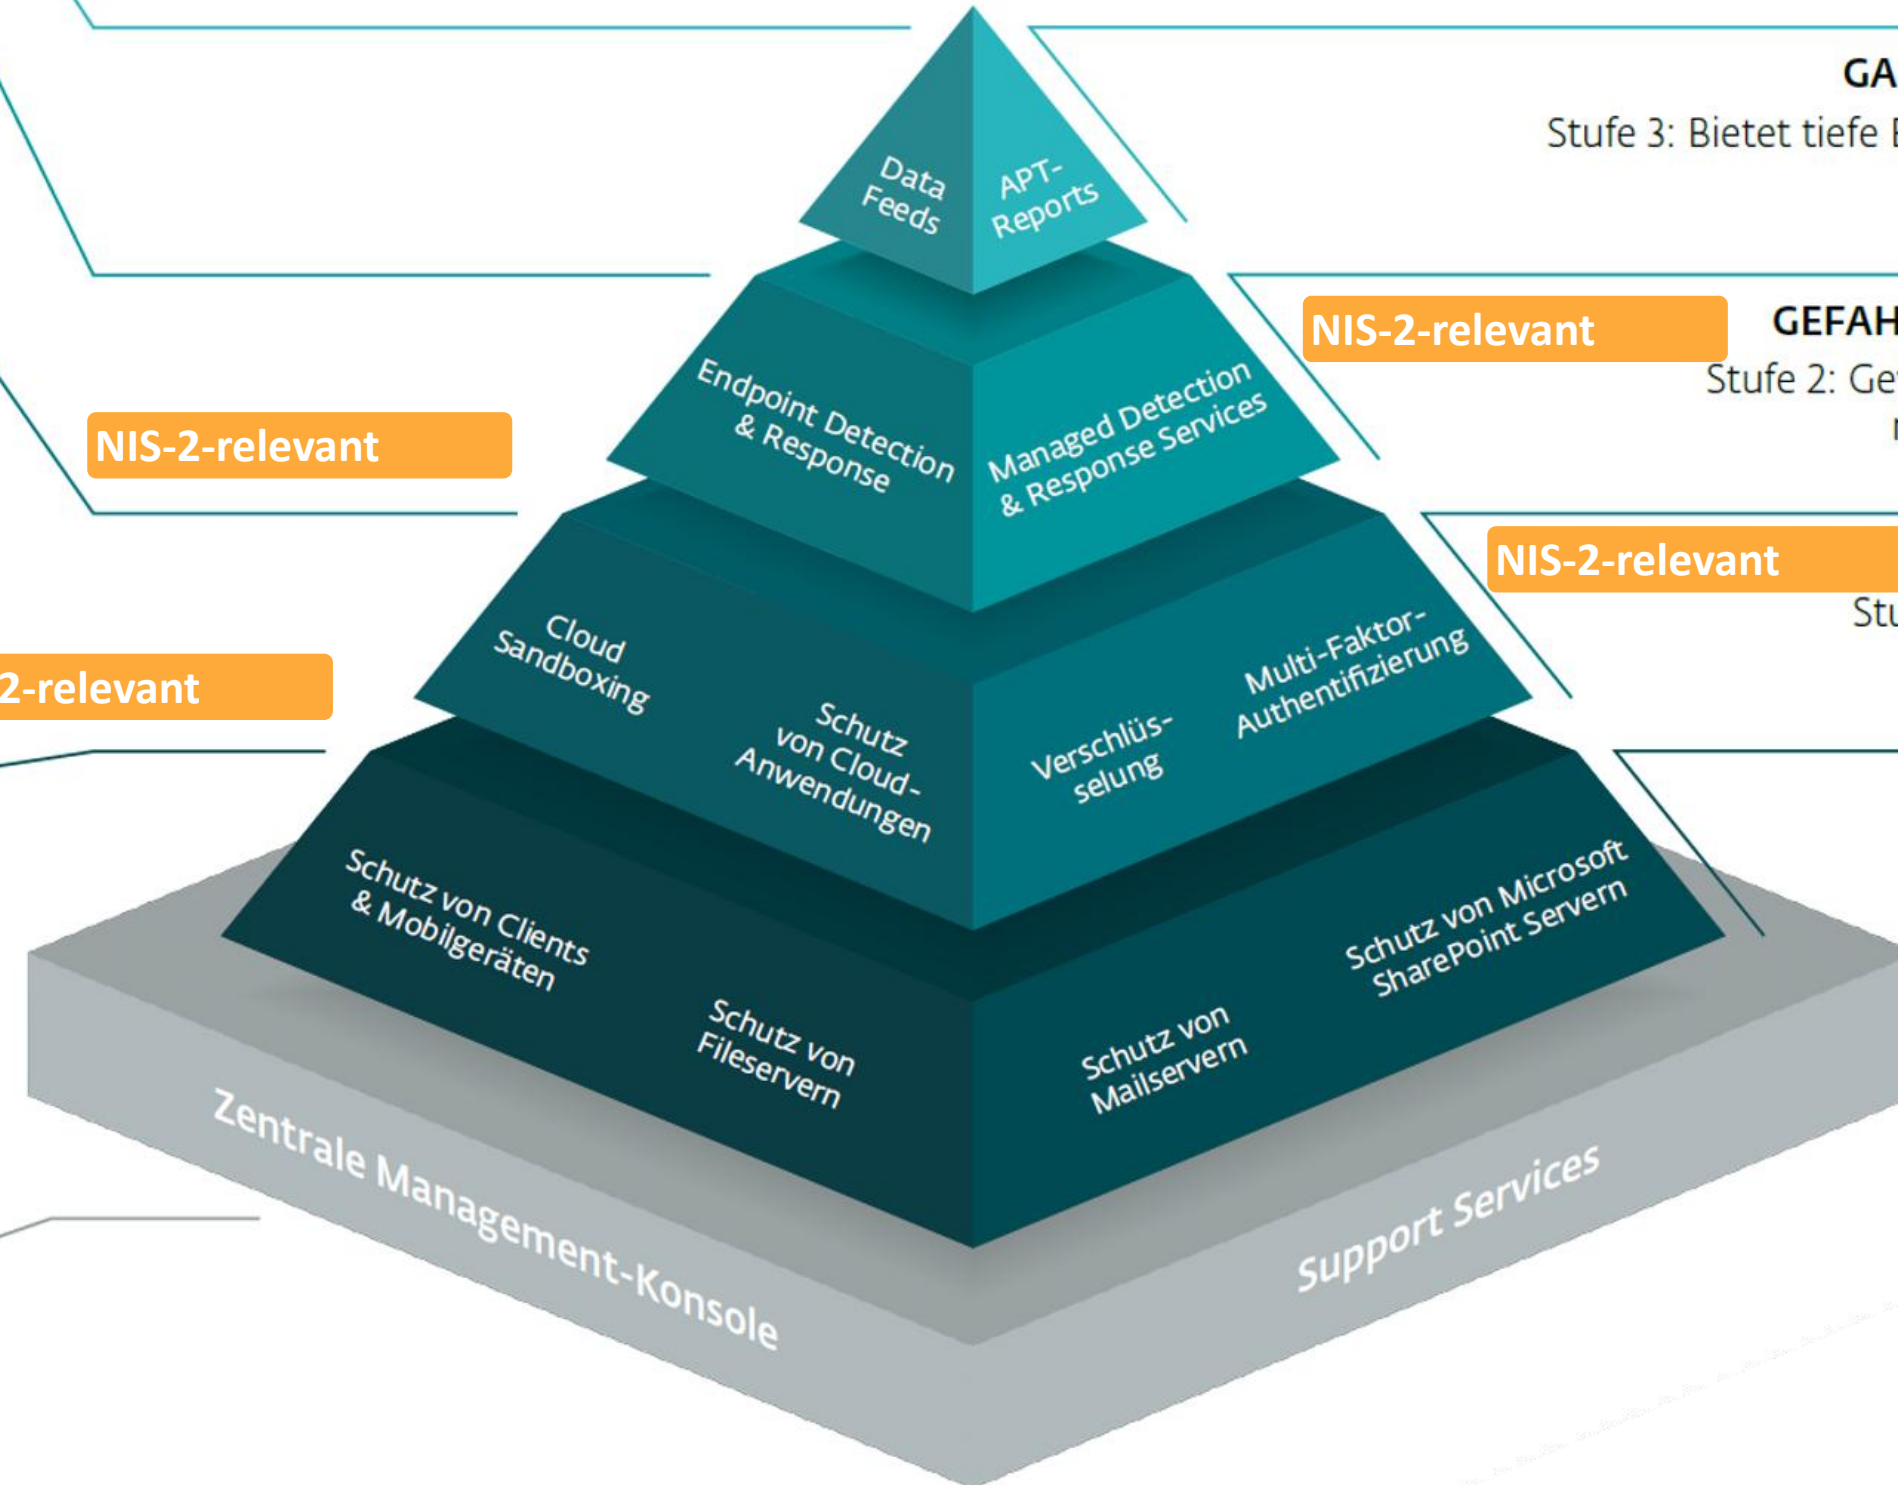 GA
Stufe 3: Bietet tiefe
Data
Feeds
APT-
Reports
NIS-2-relevant
GEFAH
Stufe 2: Ge
Endpoint Detection
& Response
Managed Detection
& Response Services
NIS-2-relevant
NIS-2-relevant
Stu
Cloud
Sandboxing
Schutz
von Cloud-
Anwendungen
Verschlüs-
selung
Multi-Faktor-
Authentifizierung
2-relevant
Schutz von Clients
& Mobilgeräten
Schutz von
Fileservern
Schutz von
Mailservern
Schutz von Microsoft
SharePoint Servern
Zentrale Management-Konsole
Support Services